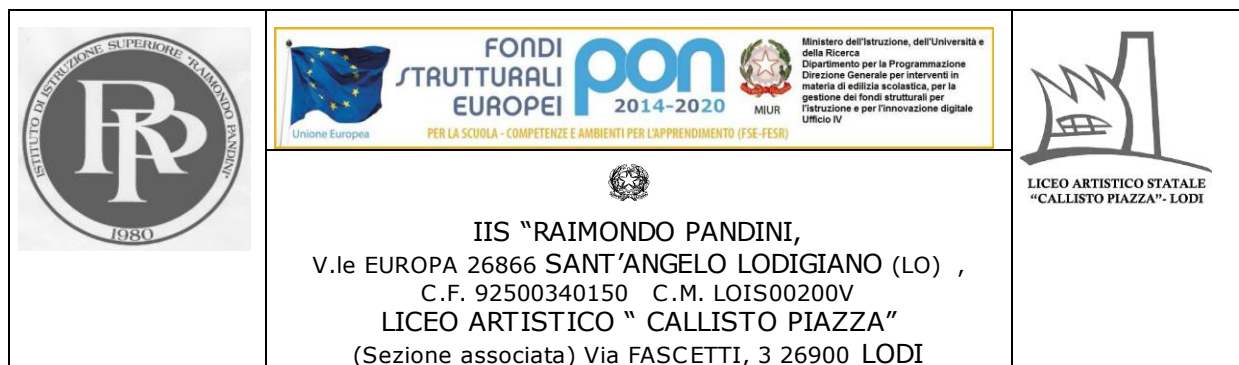 ISTITUTO DI ISTRUZIONE SUPERIORE "RAIMONDO PANDINI"
RP
1980
Unione Europea
FONDI
STRUTTURALI
EUROPEI
pon
2014-2020
MIUR
Ministero dell'Istruzione, dell'Università e
della Ricerca
Dipartimento per la Programmazione
Direzione Generale per interventi in
materia di edilizia scolastica, per la
gestione dei fondi strutturali per
l'istruzione e per l'innovazione digitale
Ufficio IV
PER LA SCUOLA - COMPETENZE E AMBIENTI PER L'APPRENDIMENTO (FSE-FESR)
IIS “RAIMONDO PANDINI,
V.le EUROPA 26866 SANT’ANGELO LODIGIANO (LO) ,
C.F. 92500340150 C.M. LOIS00200V
LICEO ARTISTICO “ CALLISTO PIAZZA”
(Sezione associata) Via FASCETTI, 3 26900 LODI
LICEO ARTISTICO STATALE
“CALLISTO PIAZZA”- LODI